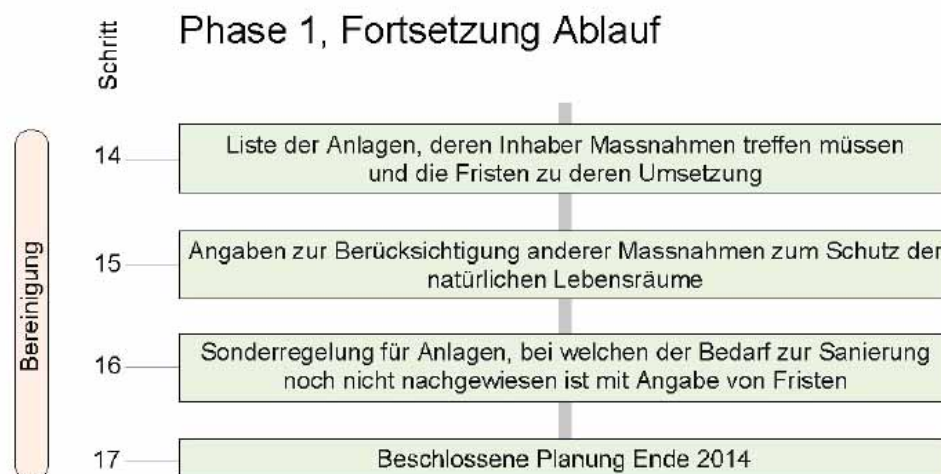 Schritt
Phase 1, Fortsetzung Ablauf
Bereinigung
14
Liste der Anlagen, deren Inhaber Massnahmen treffen müssen
und die Fristen zu deren Umsetzung
15
Angaben zur Berücksichtigung anderer Massnahmen zum Schutz der
natürlichen Lebensräume
16
Sonderregelung für Anlagen, bei welchen der Bedarf zur Sanierung
noch nicht nachgewiesen ist mit Angabe von Fristen
17
Beschlossene Planung Ende 2014